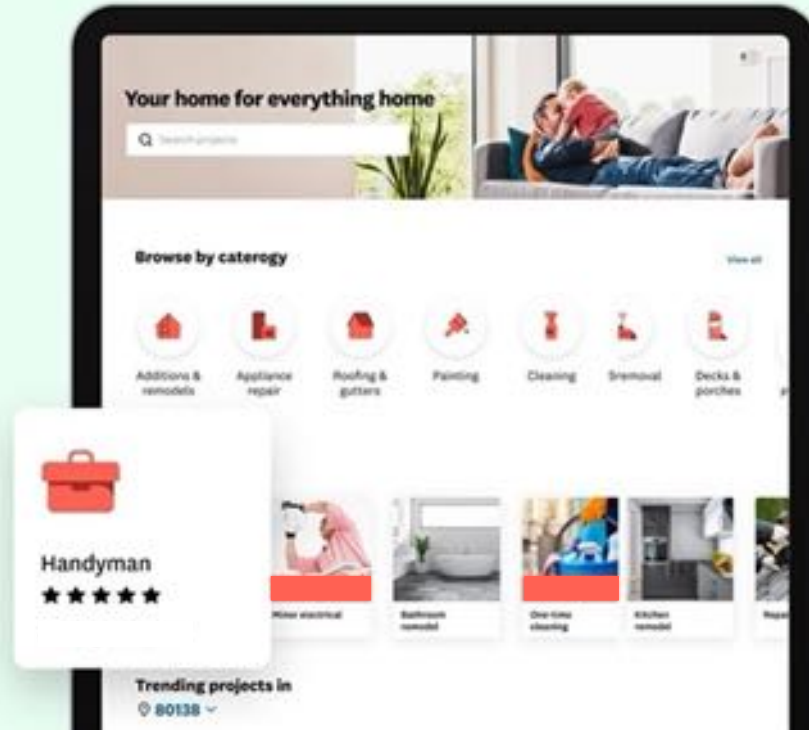 Your home for everything home
Search projects
Browse by caterogy
View all
Additions &
remodels
Appliance
repair
Roofing &
gutters
Painting
Cleaning
Sremoval
Decks &
porches
Handyman
Minor electrical
Bathroom
remodel
One-time
cleaning
Kitchen
remodel
Trending projects in
80138